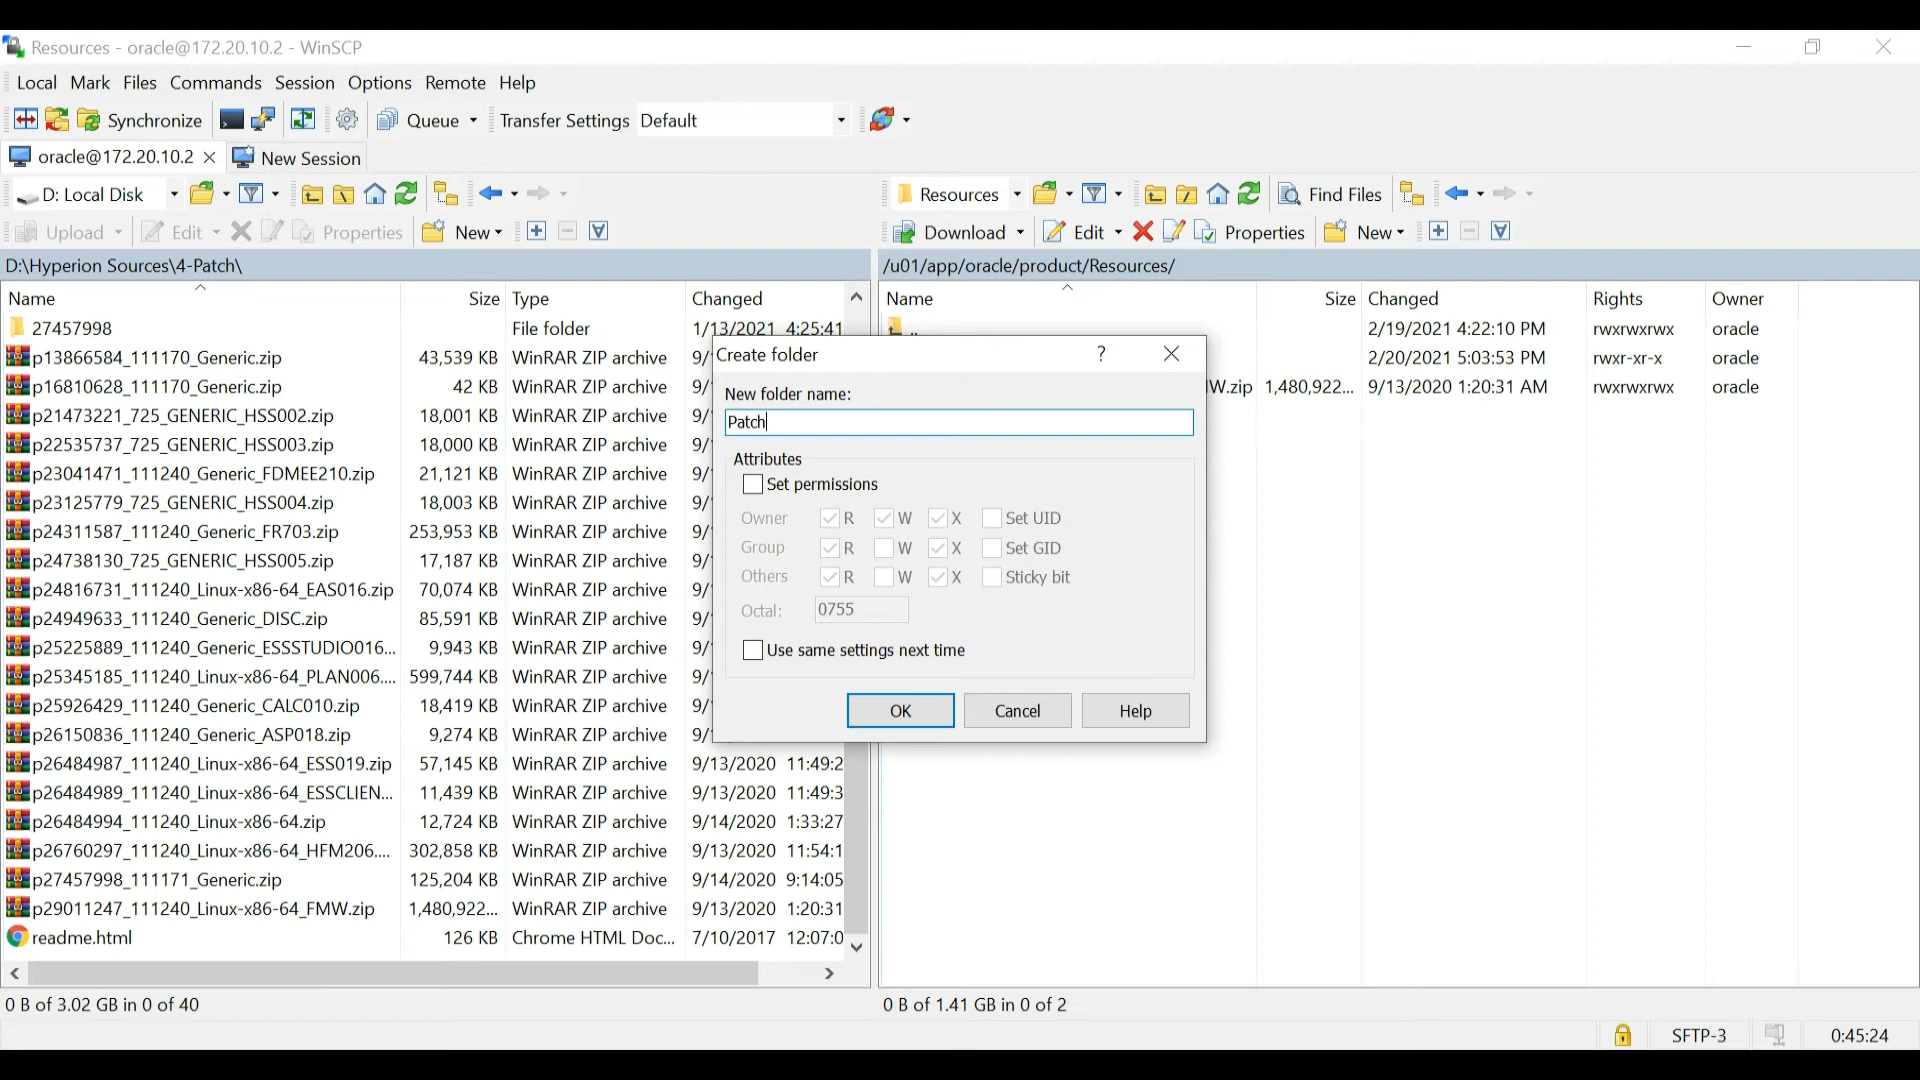 Resources - oracle@172.20.10.2 - WinSCP
Local Mark Files Commands Session Options Remote Help
Synchronize Queue Transfer Settings Default
oracle@172.20.10.2 New Session
D: Local Disk
Resources Find Files
Upload Edit Properties New
Download Edit Properties New
D:\Hyperion Sources\4-Patch\
/u01/app/oracle/product/Resources/
Name Size Type Changed
27457998 File folder 1/13/2021 4:25:41
p13866584_111170_Generic.zip 43,539 KB WinRAR ZIP archive 9/
p16810628_111170_Generic.zip 42 KB WinRAR ZIP archive 9/
p21473221_725_GENERIC_HSS002.zip 18,001 KB WinRAR ZIP archive 9/
p22535737_725_GENERIC_HSS003.zip 18,000 KB WinRAR ZIP archive 9/
p23041471_111240_Generic_FDMEE210.zip 21,121 KB WinRAR ZIP archive 9/
p23125779_725_GENERIC_HSS004.zip 18,003 KB WinRAR ZIP archive 9/
p24311587_111240_Generic_FR703.zip 253,953 KB WinRAR ZIP archive 9/
p24738130_725_GENERIC_HSS005.zip 17,187 KB WinRAR ZIP archive 9/
p24816731_111240_Linux-x86-64_EAS016.zip 70,074 KB WinRAR ZIP archive 9/
p24949633_111240_Generic_DISC.zip 85,591 KB WinRAR ZIP archive 9/
p25225889_111240_Generic_ESSSTUDIO016... 9,943 KB WinRAR ZIP archive 9/
p25345185_111240_Linux-x86-64_PLAN006.... 599,744 KB WinRAR ZIP archive 9/
p25926429_111240_Generic_CALC010.zip 18,419 KB WinRAR ZIP archive 9/
p26150836_111240_Generic_ASP018.zip 9,274 KB WinRAR ZIP archive 9/
p26484987_111240_Linux-x86-64_ESS019.zip 57,145 KB WinRAR ZIP archive 9/13/2020 11:49:2
p26484989_111240_Linux-x86-64_ESSCLIEN... 11,439 KB WinRAR ZIP archive 9/13/2020 11:49:3
p26484994_111240_Linux-x86-64.zip 12,724 KB WinRAR ZIP archive 9/14/2020 1:33:27
p26760297_111240_Linux-x86-64_HFM206.... 302,858 KB WinRAR ZIP archive 9/13/2020 11:54:1
p27457998_111171_Generic.zip 125,204 KB WinRAR ZIP archive 9/14/2020 9:14:05
p29011247_111240_Linux-x86-64_FMW.zip 1,480,922... WinRAR ZIP archive 9/13/2020 1:20:31
readme.html 126 KB Chrome HTML Doc... 7/10/2017 12:07:0
0 B of 3.02 GB in 0 of 40
Name Size Changed Rights Owner
.. 2/19/2021 4:22:10 PM rwxrwxrwx oracle
2/20/2021 5:03:53 PM rwxr-xr-x oracle
W.zip 1,480,922... 9/13/2020 1:20:31 AM rwxrwxrwx oracle
Create folder ?
New folder name:
Patch
Attributes
Set permissions
Owner R W X Set UID
Group R W X Set GID
Others R W X Sticky bit
Octal: 0755
Use same settings next time
OK Cancel Help
0 B of 1.41 GB in 0 of 2
SFTP-3 0:45:24